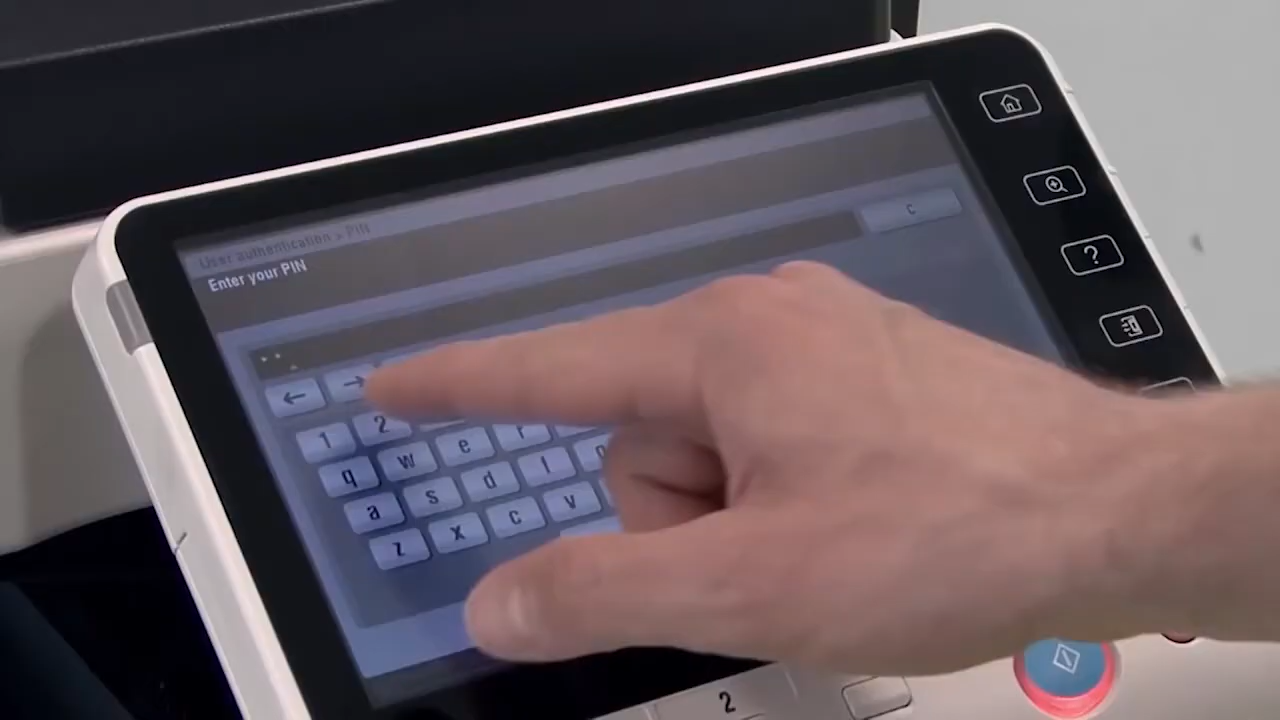 User authentication > PIN
Enter your PIN
C
**
← →
1 2
q w e r
a s d f
z x c v
?
2